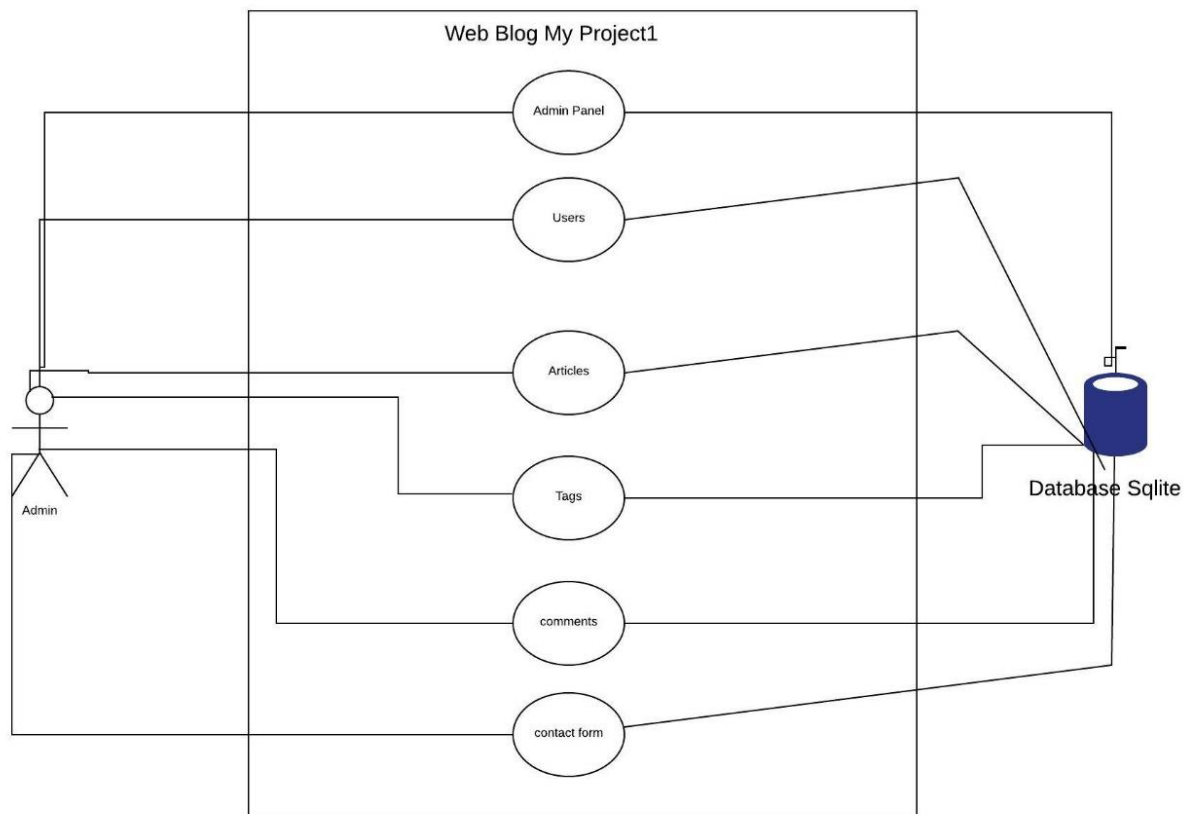 Web Blog My Project1
Admin Panel
Users
Articles
Tags
Database Sqlite
Admin
comments
contact form